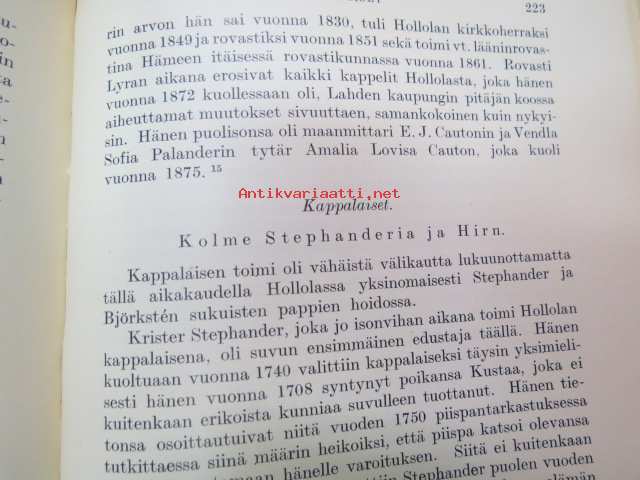 223
rin arvon hän sai vuonna 1830, tuli Hollolan kirkkoherraksi
vuonna 1849 ja rovastiksi vuonna 1851 sekä toimi vt. lääninrovas-
tina Hämeen itäisessä rovastikunnassa vuonna 1861. Rovasti
Lyran aikana erosivat kaikki kappelit Hollolasta, joka hänen
vuonna 1872 kuollessaan oli, Lahden kaupungin pitäjän koossa
aiheuttamat muutokset sivuuttaen, samankokoinen kuin nykyi-
sin. Hänen puolisonsa oli maanmittari E. J. Cautonin ja Vendla
Sofia Palanderin tytär Amalia Lovisa Cauton, joka kuoli
vuonna 1875. 15
Antikvariaatti.net
Kappalaiset.
Kolme Stephanderia ja Hirn.
Kappalaisen toimi oli vähäistä välikautta lukuunottamatta
tällä aikakaudella Hollolassa yksinomaisesti Stephander ja
Björkstén sukuisten pappien hoidossa.
Krister Stephander, joka jo isonvihan aikana toimi Hollolan
kappalaisena, oli suvun ensimmäinen edustaja täällä. Hänen
kuoltuaan vuonna 1740 valittiin kappalaiseksi täysin yksimieli-
sesti hänen vuonna 1708 syntynyt poikansa Kustaa, joka ei
kuitenkaan erikoista kunniaa suvulleen tuottanut. Hänen tie-
tonsa osoittautuivat niitä vuoden 1750 piispantarkastuksessa
tutkittaessa siinä määrin heikoiksi, että piispa katsoi olevansa
hänelle varoituksen. Siitä ei kuitenkaan
Stephander puolen vuoden